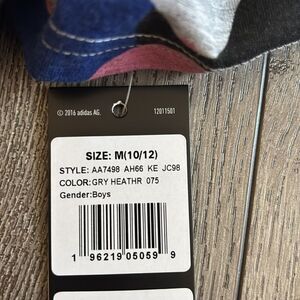 © 2016 adidas AG.
12011501
SIZE: M(10/12)
STYLE: AA7498 AH66 KE JC98
COLOR:GRY HEATHR 075
Gender:Boys
1 96219 05059 9